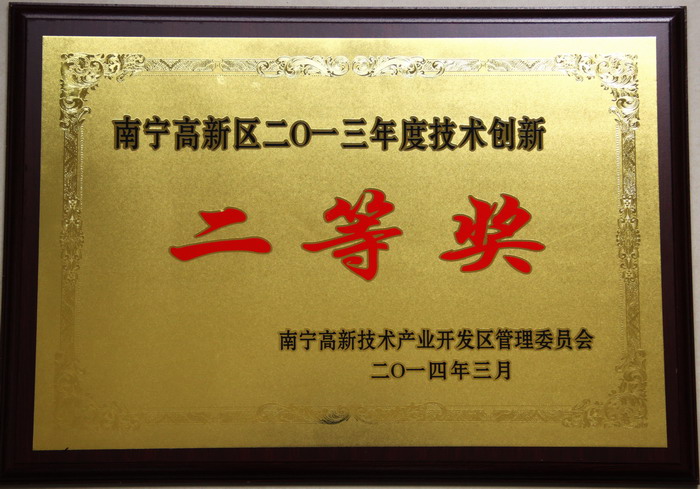 南宁高新区二〇一三年度技术创新
二等奖
南宁高新技术产业开发区管理委员会
二〇一四年三月